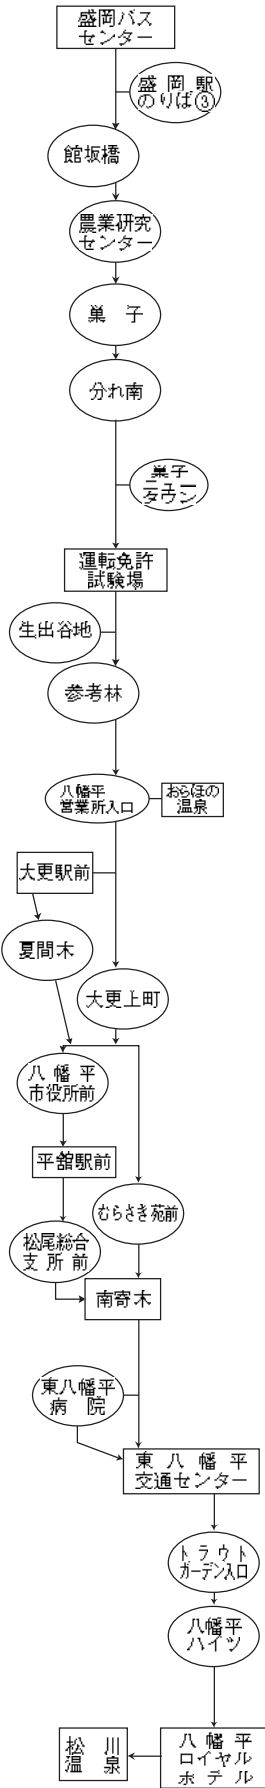 盛岡バス
センター
盛岡駅
のりば③
館坂橋
農業研究
センター
巣子
分れ南
巣子
ニュー
タウン
運転免許
試験場
生出谷地
参考林
八幡平
営業所入口
おらほの
温泉
大更駅前
夏間木
大更上町
八幡平
市役所前
平舘駅前
むらさき苑前
松尾総合
支所前
南寄木
東八幡平
病院
東八幡平
交通センター
トラウト
ガーデン入口
八幡平
ハイツ
松川
温泉
八幡平
ロイヤル
ホテル